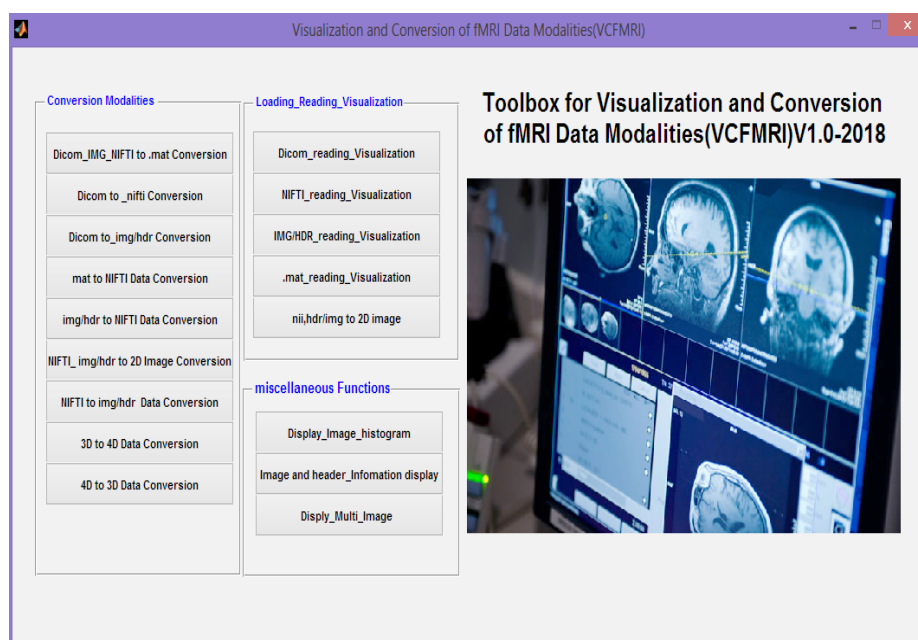 Visualization and Conversion of fMRI Data Modalities(VCFMRI)
Conversion Modalities
Dicom_IMG_NIFTI to .mat Conversion
Dicom to _nifti Conversion
Dicom to_img/hdr Conversion
mat to NIFTI Data Conversion
img/hdr to NIFTI Data Conversion
NIFTI_ img/hdr to 2D Image Conversion
NIFTI to img/hdr Data Conversion
3D to 4D Data Conversion
4D to 3D Data Conversion
Loading_Reading_Visualization
Dicom_reading_Visualization
NIFTI_reading_Visualization
IMG/HDR_reading_Visualization
.mat_reading_Visualization
nii,hdr/img to 2D image
miscellaneous Functions
Display_Image_histogram
Image and header_Infomation display
Disply_Multi_Image
Toolbox for Visualization and Conversion
of fMRI Data Modalities(VCFMRI)V1.0-2018